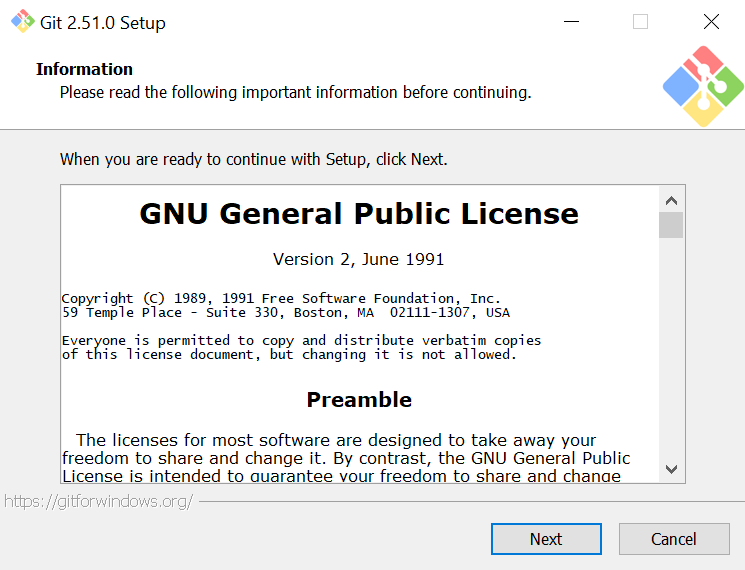 Git 2.51.0 Setup
Information
Please read the following important information before continuing.
When you are ready to continue with Setup, click Next.
GNU General Public License
Version 2, June 1991
Copyright (C) 1989, 1991 Free Software Foundation, Inc.
59 Temple Place - Suite 330, Boston, MA  02111-1307, USA
Everyone is permitted to copy and distribute verbatim copies
of this license document, but changing it is not allowed.
Preamble
The licenses for most software are designed to take away your
freedom to share and change it. By contrast, the GNU General Public
License is intended to guarantee your freedom to share and change
https://gitforwindows.org/
Next
Cancel